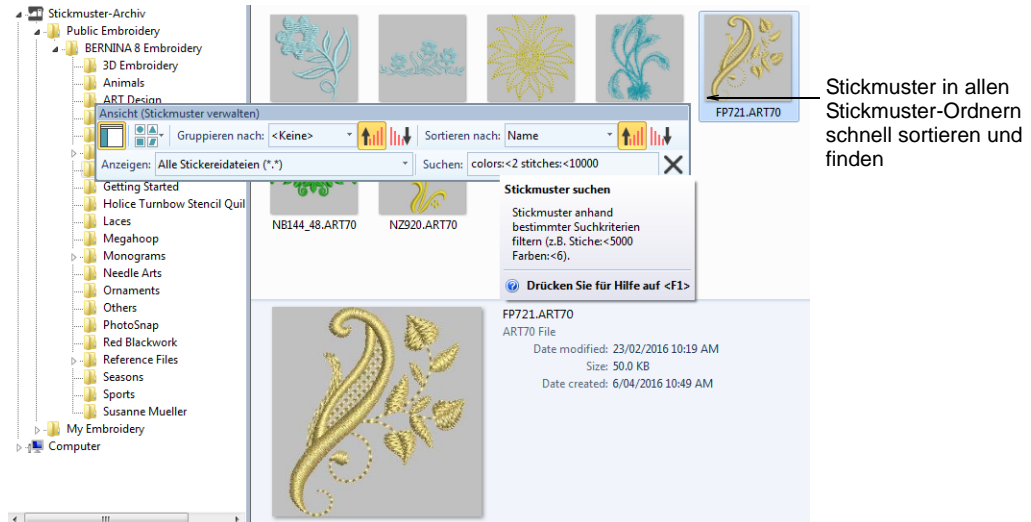 Stickmuster-Archiv
Public Embroidery
BERNINA 8 Embroidery
3D Embroidery
Animals
ART Design
Getting Started
Holice Turnbow Stencil Quil
Laces
Megahoop
Monograms
Needle Arts
Ornaments
Others
PhotoSnap
Red Blackwork
Reference Files
Seasons
Sports
Susanne Mueller
My Embroidery
Computer
Ansicht (Stickmuster verwalten)
Gruppieren nach: <Keine> Sortieren nach: Name
Anzeigen: Alle Stickereidateien (*.*) Suchen: colors:<2 stitches:<10000
FP721.ART70
NB144_48.ART70 NZ920.ART70
Stickmuster suchen
Stickmuster anhand
bestimmter Suchkriterien
filtern (z.B. Stiche:<5000
Farben:<6).
Drücken Sie für Hilfe auf <F1>
FP721.ART70
ART70 File
Date modified: 23/02/2016 10:19 AM
Size: 50.0 KB
Date created: 6/04/2016 10:49 AM
Stickmuster in allen
Stickmuster-Ordnern
schnell sortieren und
finden